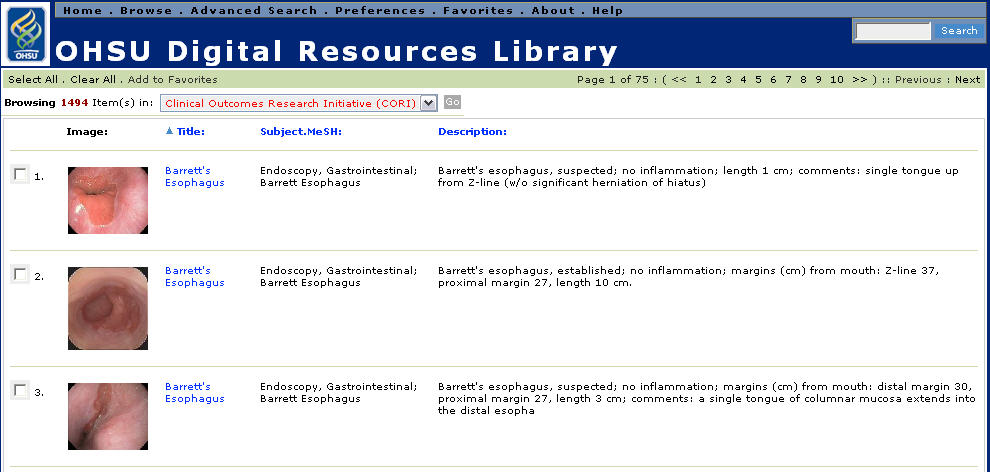 Home . Browse . Advanced Search . Preferences . Favorites . About . Help
OHSU
OHSU Digital Resources Library
Search
Select All . Clear All . Add to Favorites
Page 1 of 75 : ( << 1 2 3 4 5 6 7 8 9 10 >> ) :: Previous : Next
Browsing 1494 Item(s) in: Clinical Outcomes Research Initiative (CORI) Go
Image: Title: Subject.MeSH: Description:
1.
Barrett's
Esophagus
Endoscopy, Gastrointestinal;
Barrett Esophagus
Barrett's esophagus, suspected; no inflammation; length 1 cm; comments: single tongue up
from Z-line (w/o significant herniation of hiatus)
2.
Barrett's
Esophagus
Endoscopy, Gastrointestinal;
Barrett Esophagus
Barrett's esophagus, established; no inflammation; margins (cm) from mouth: Z-line 37,
proximal margin 27, length 10 cm.
3.
Barrett's
Esophagus
Endoscopy, Gastrointestinal;
Barrett Esophagus
Barrett's esophagus, suspected; no inflammation; margins (cm) from mouth: distal margin 30,
proximal margin 27, length 3 cm; comments: a single tongue of columnar mucosa extends into
the distal esopha